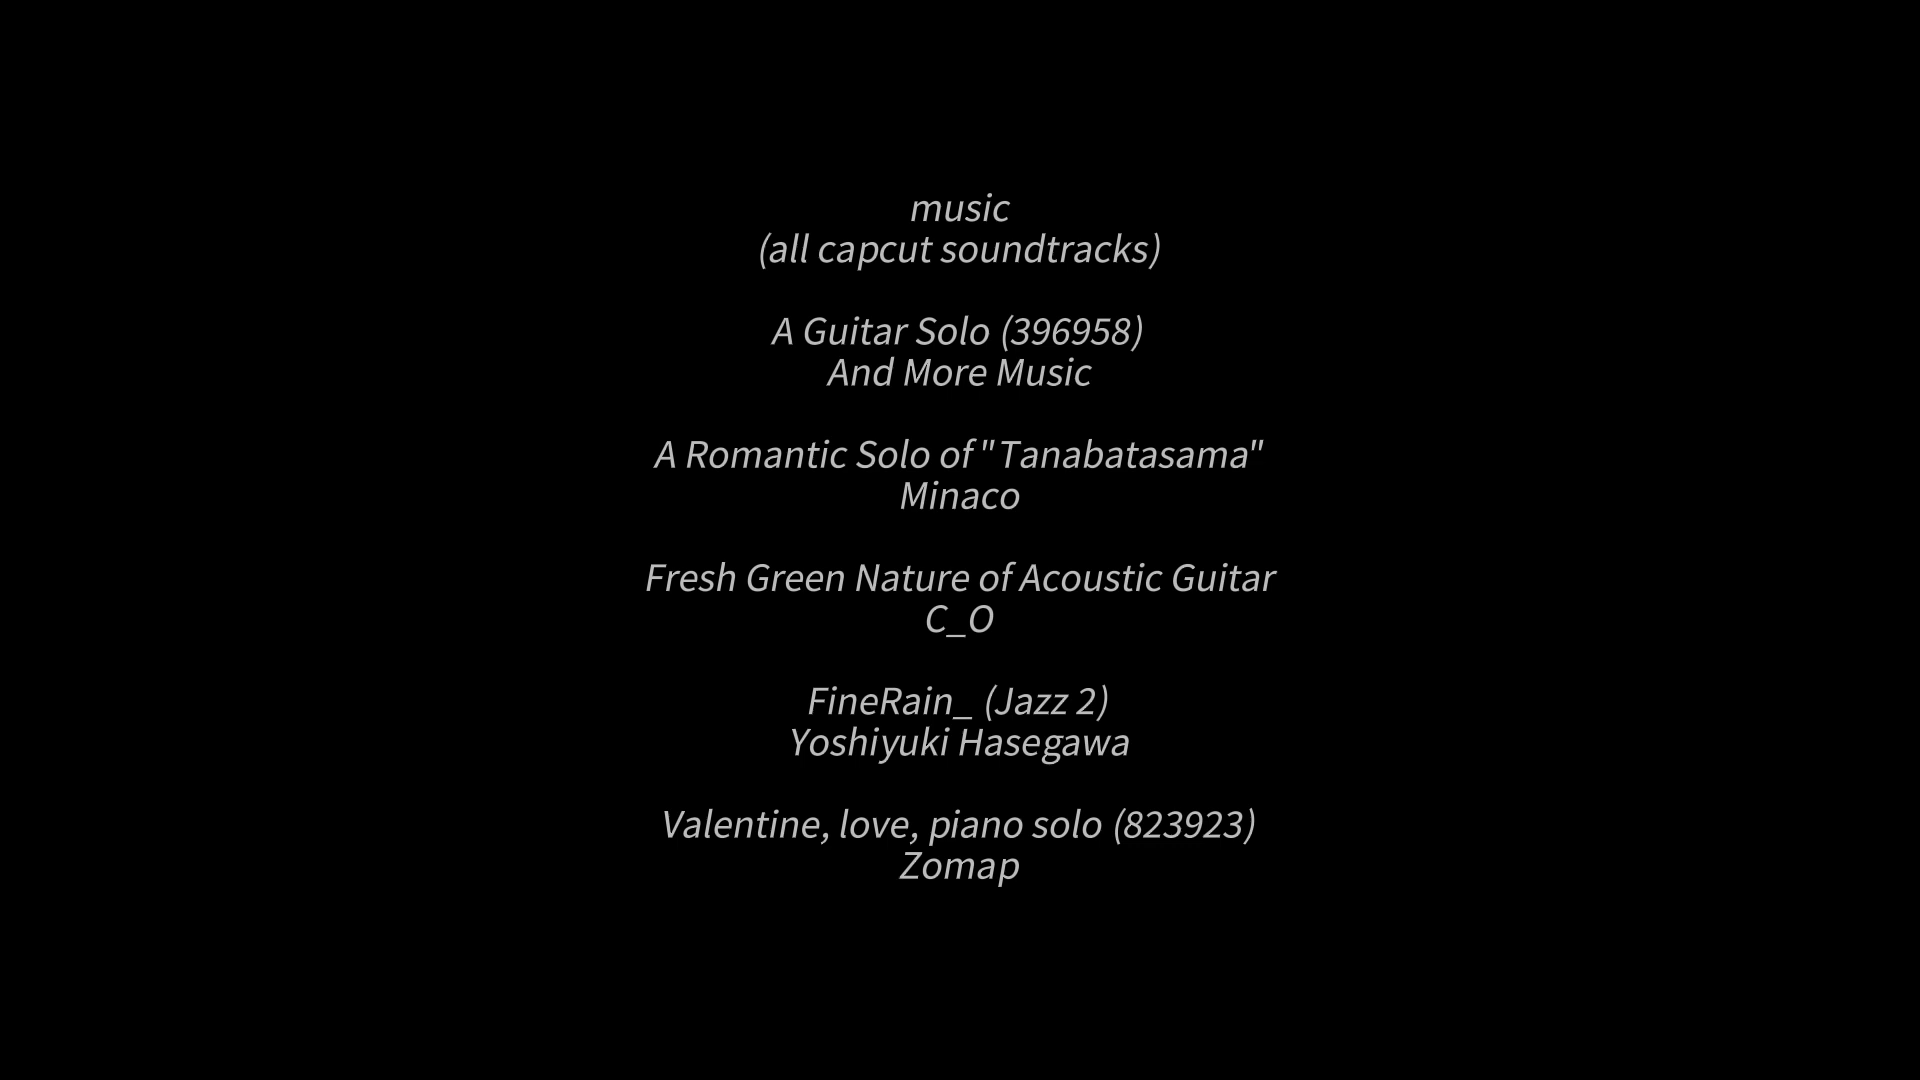 music
(all capcut soundtracks)
A Guitar Solo (396958)
And More Music
A Romantic Solo of "Tanabatasama"
Minaco
Fresh Green Nature of Acoustic Guitar
C_O
FineRain_ (Jazz 2)
Yoshiyuki Hasegawa
Valentine, love, piano solo (823923)
Zomap